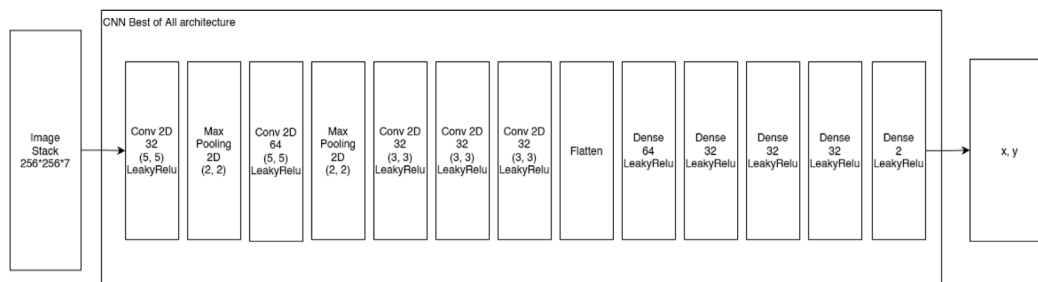 CNN Best of All architecture
Image
Stack
256*256*7
Conv 2D
32
(5, 5)
LeakyRelu
Max
Pooling
2D
(2, 2)
Conv 2D
64
(5, 5)
LeakyRelu
Max
Pooling
2D
(2, 2)
Conv 2D
32
(3, 3)
LeakyRelu
Conv 2D
32
(3, 3)
LeakyRelu
Conv 2D
32
(3, 3)
LeakyRelu
Flatten
Dense
64
LeakyRelu
Dense
32
LeakyRelu
Dense
32
LeakyRelu
Dense
32
LeakyRelu
Dense
2
LeakyRelu
x, y